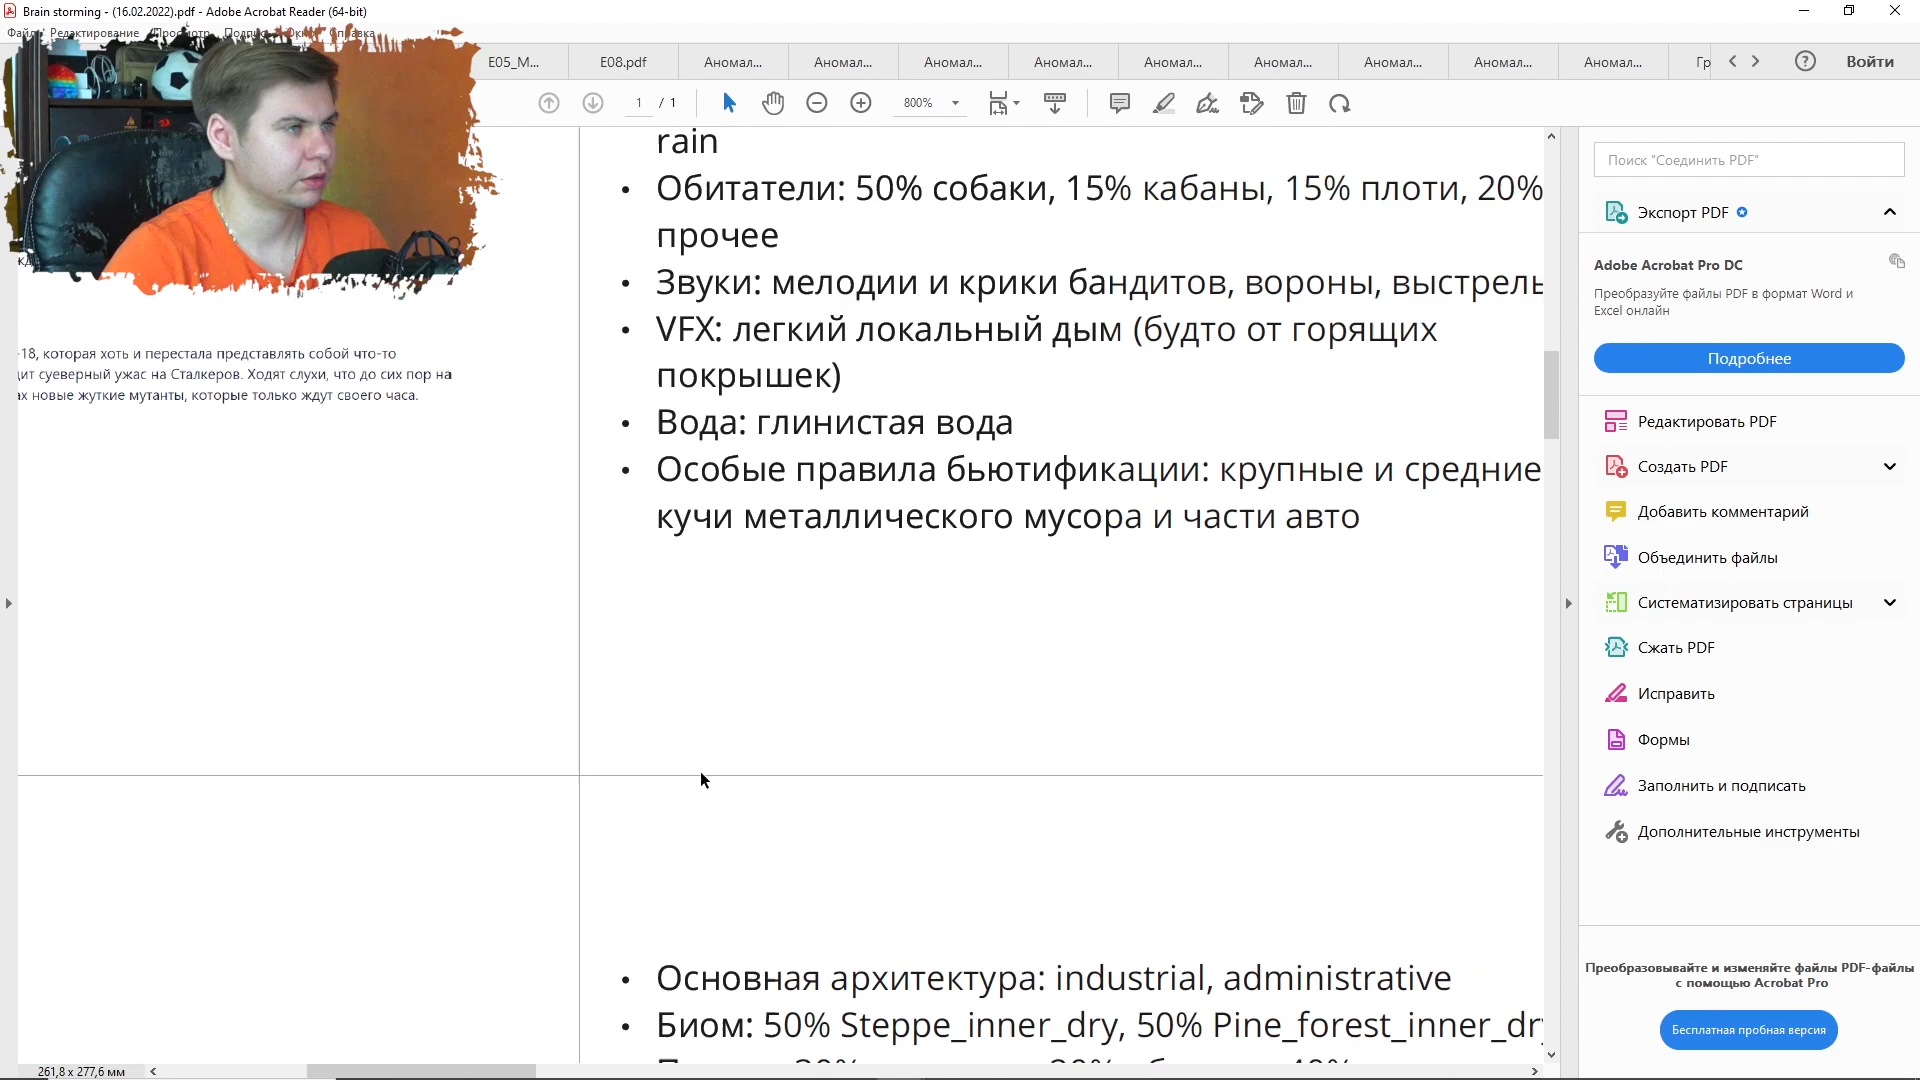 Brain storming - (16.02.2022).pdf - Adobe Acrobat Reader (64-bit)
Редактирование
E05_M...
E08.pdf
Аномал...
Аномал...
Аномал...
Аномал...
Аномал...
Аномал...
Аномал...
Аномал...
Аномал...
Гр
Войти
1 / 1
800%
rain
• Обитатели: 50% собаки, 15% кабаны, 15% плоти, 20%
прочее
• Звуки: мелодии и крики бандитов, вороны, выстрель
• VFX: легкий локальный дым (будто от горящих
покрышек)
• Вода: глинистая вода
• Особые правила бьютификации: крупные и средние
кучи металлического мусора и части авто
• Основная архитектура: industrial, administrative
• Биом: 50% Steppe_inner_dry, 50% Pine_forest_inner_dry
-18, которая хоть и перестала представлять собой что-то
дит суеверный ужас на Сталкеров. Ходят слухи, что до сих пор на
ах новые жуткие мутанты, которые только ждут своего часа.
261,8 x 277,6 мм
Поиск "Соединить PDF"
Экспорт PDF
Adobe Acrobat Pro DC
Преобразуйте файлы PDF в формат Word и
Excel онлайн
Подробнее
Редактировать PDF
Создать PDF
Добавить комментарий
Объединить файлы
Систематизировать страницы
Сжать PDF
Исправить
Формы
Заполнить и подписать
Дополнительные инструменты
Преобразовывайте и изменяйте файлы PDF-файлы
с помощью Acrobat Pro
Бесплатная пробная версия